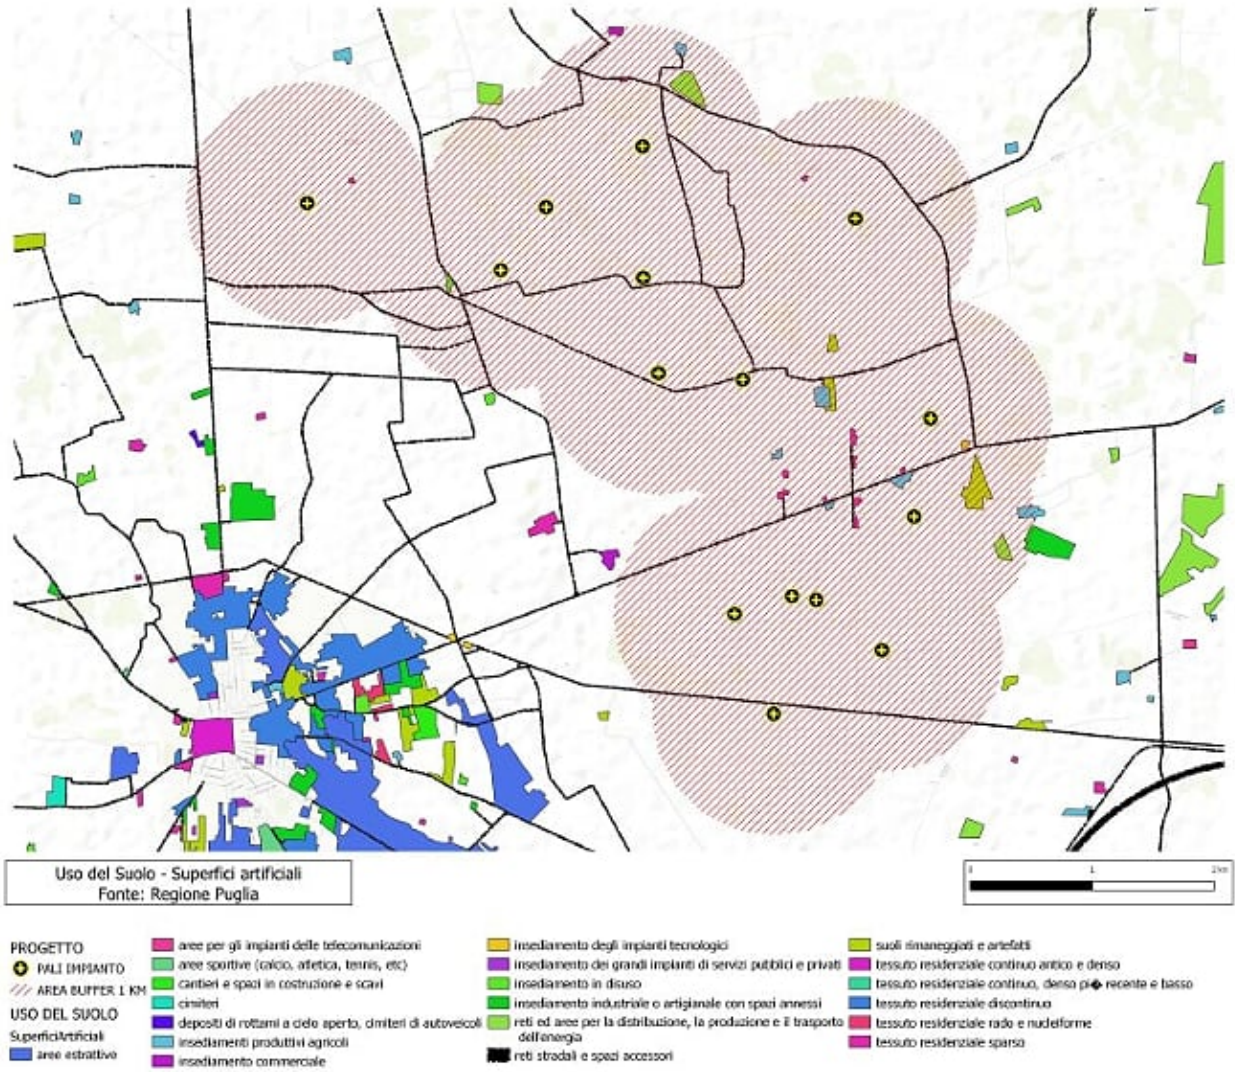 Uso del Suolo - Superfici artificiali
Fonte: Regione Puglia
0 1 2 km
PROGETTO
PALI IMPIANTO
AREA BUFFER 1 KM
USO DEL SUOLO
SuperficiArtificiali
aree estrattive
aree per gli impianti delle telecomunicazioni
aree sportive (calcio, atletica, tennis, etc)
cantieri e spazi in costruzione e scavi
cimiteri
depositi di rottami a cielo aperto, cimiteri di autoveicoli
insediamenti produttivi agricoli
insediamento commerciale
insediamento degli impianti tecnologici
insediamento dei grandi impianti di servizi pubblici e privati
insediamento in disuso
insediamento industriale o artigianale con spazi annessi
reti ed aree per la distribuzione, la produzione e il trasporto
dell'energia
reti stradali e spazi accessori
suoli rimaneggiati e artefatti
tessuto residenziale continuo antico e denso
tessuto residenziale continuo, denso pi� recente e basso
tessuto residenziale discontinuo
tessuto residenziale rado e nucleiforme
tessuto residenziale sparso